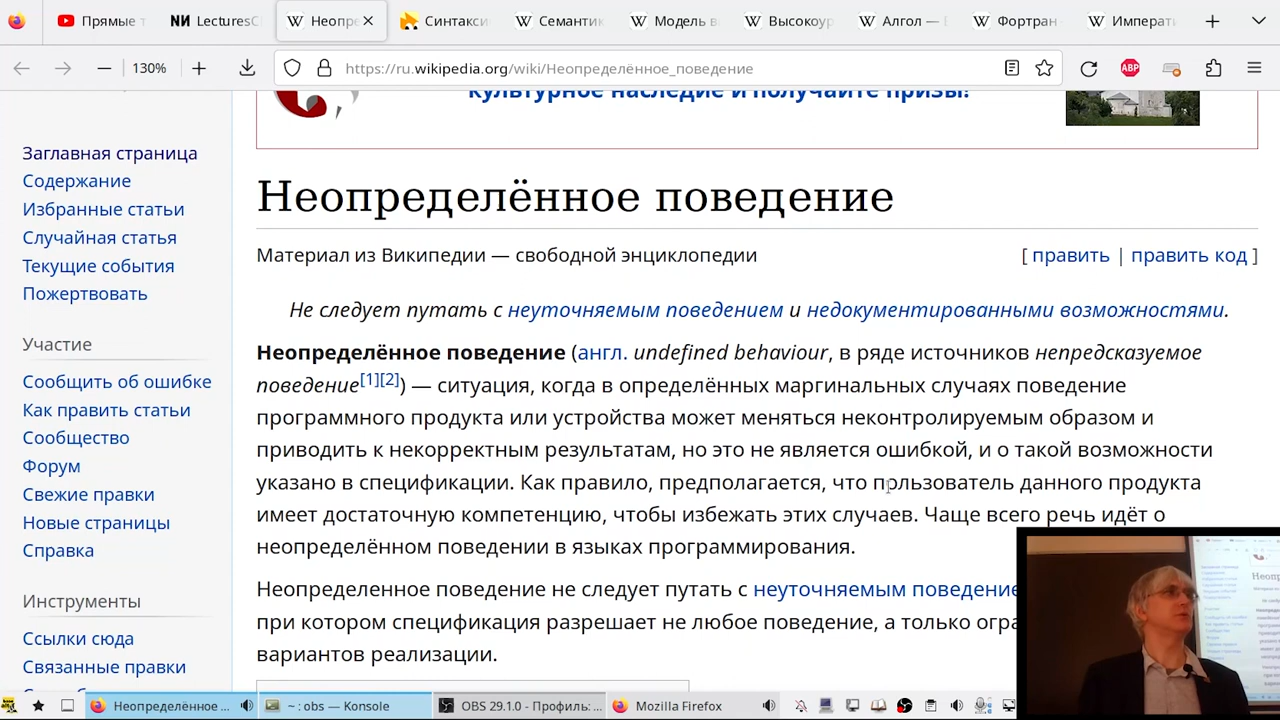 Прямые т
LecturesC
Неопре
Синтакси
Семантик
Модель в
Высокоур
Алгол — Е
Фортран
Императи
130%
https://ru.wikipedia.org/wiki/Неопределённое_поведение
ABP
культурное наследие и получайте призы!
Заглавная страница
Содержание
Избранные статьи
Случайная статья
Текущие события
Пожертвовать
Участие
Сообщить об ошибке
Как править статьи
Сообщество
Форум
Свежие правки
Новые страницы
Справка
Инструменты
Ссылки сюда
Связанные правки
Неопределённое поведение
Материал из Википедии — свободной энциклопедии
[ править | править код ]
Не следует путать с неуточняемым поведением и недокументированными возможностями.
Неопределённое поведение (англ. undefined behaviour, в ряде источников непредсказуемое
поведение[1][2]) — ситуация, когда в определённых маргинальных случаях поведение
программного продукта или устройства может меняться неконтролируемым образом и
приводить к некорректным результатам, но это не является ошибкой, и о такой возможности
указано в спецификации. Как правило, предполагается, что пользователь данного продукта
имеет достаточную компетенцию, чтобы избежать этих случаев. Чаще всего речь идёт о
неопределённом поведении в языках программирования.
Неопределенное поведение не следует путать с неуточняемым поведение
при котором спецификация разрешает не любое поведение, а только огра
вариантов реализации.
Неопределённое ...
~ : obs — Konsole
OBS 29.1.0 - Профиль: ...
Mozilla Firefox